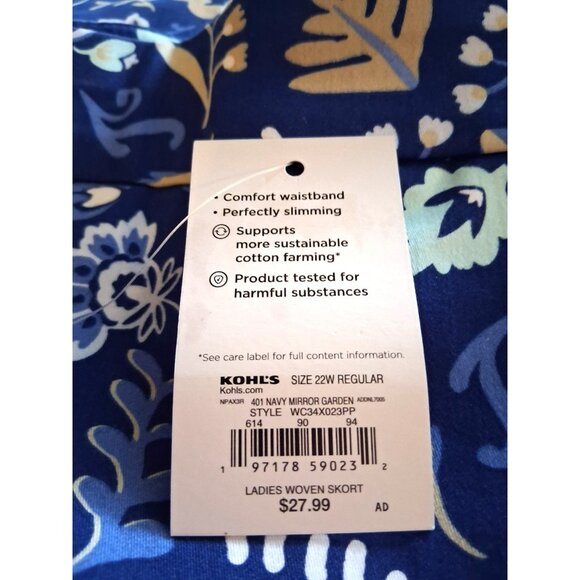 • Comfort waistband
• Perfectly slimming
Supports
more sustainable
cotton farming*
Product tested for
harmful substances
*See care label for full content information.
KOHL'S SIZE 22W REGULAR
Kohls.com
NPAX3R 401 NAVY MIRROR GARDEN ADDNL7005
STYLE WC34X023PP
614 90 94
1 97178 59023 2
LADIES WOVEN SKORT
$27.99 AD